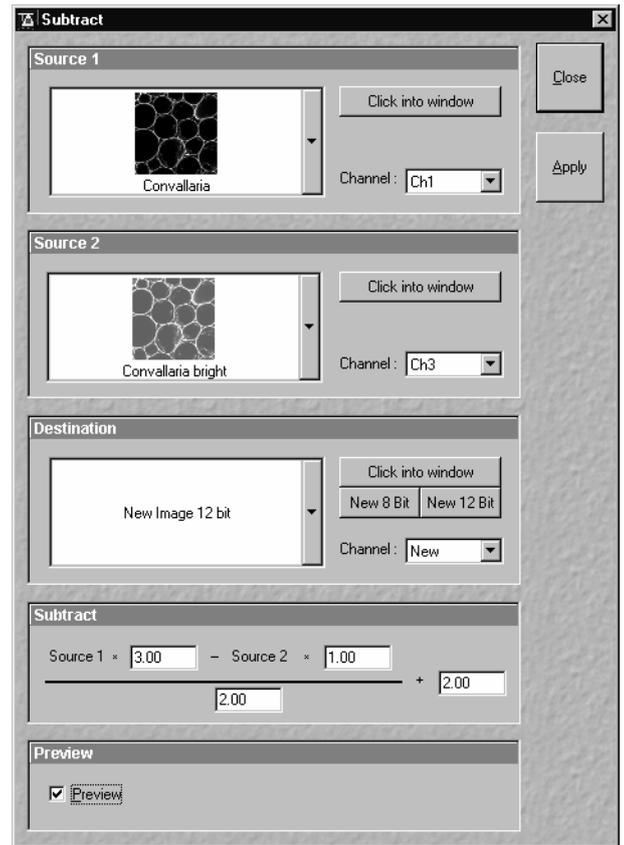 Subtract
Close
Apply
Source 1
Convallaria
Click into window
Channel : Ch1
Source 2
Convallaria bright
Click into window
Channel : Ch3
Destination
New Image 12 bit
Click into window
New 8 Bit New 12 Bit
Channel : New
Subtract
Source 1 × 3.00 – Source 2 × 1.00
2.00
+ 2.00
Preview
Preview